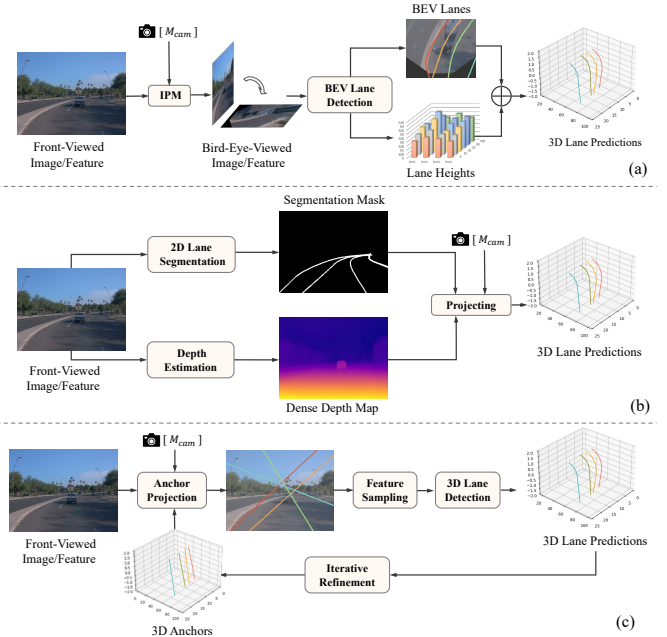 [ M_cam ]
BEV Lanes
IPM
BEV Lane
Detection
Front-Viewed
Image/Feature
Bird-Eye-Viewed
Image/Feature
Lane Heights
3D Lane Predictions
(a)
Segmentation Mask
2D Lane
Segmentation
[ M_cam ]
Projecting
Depth
Estimation
Front-Viewed
Image/Feature
Dense Depth Map
3D Lane Predictions
(b)
[ M_cam ]
Anchor
Projection
Feature
Sampling
3D Lane
Detection
Front-Viewed
Image/Feature
3D Lane Predictions
Iterative
Refinement
3D Anchors
(c)